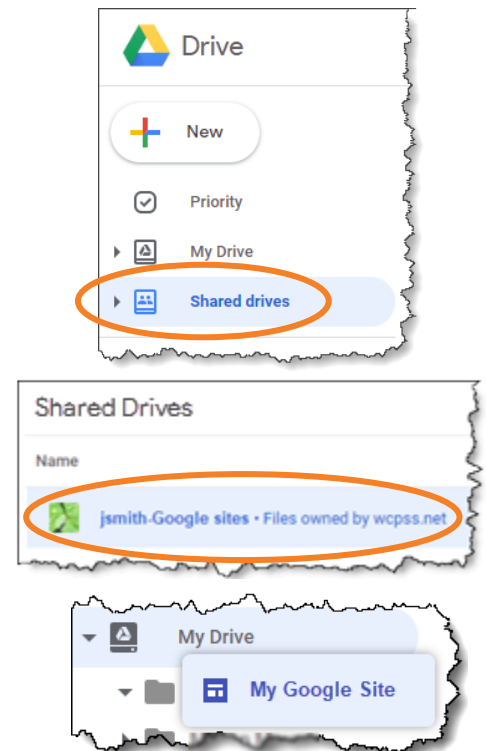 Drive
New
Priority
My Drive
Shared drives
Shared Drives
Name
jsmith-Google sites • Files owned by wcpss.net
My Drive
My Google Site